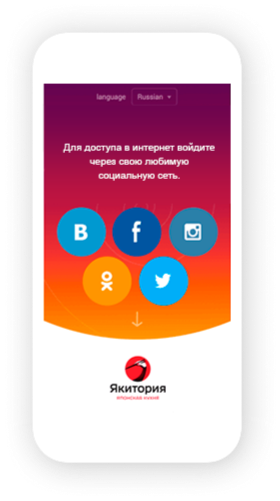 language Russian
Для доступа в интернет войдите
через свою любимую
социальную сеть.
Якитория
ЯПОНСКАЯ КУХНЯ